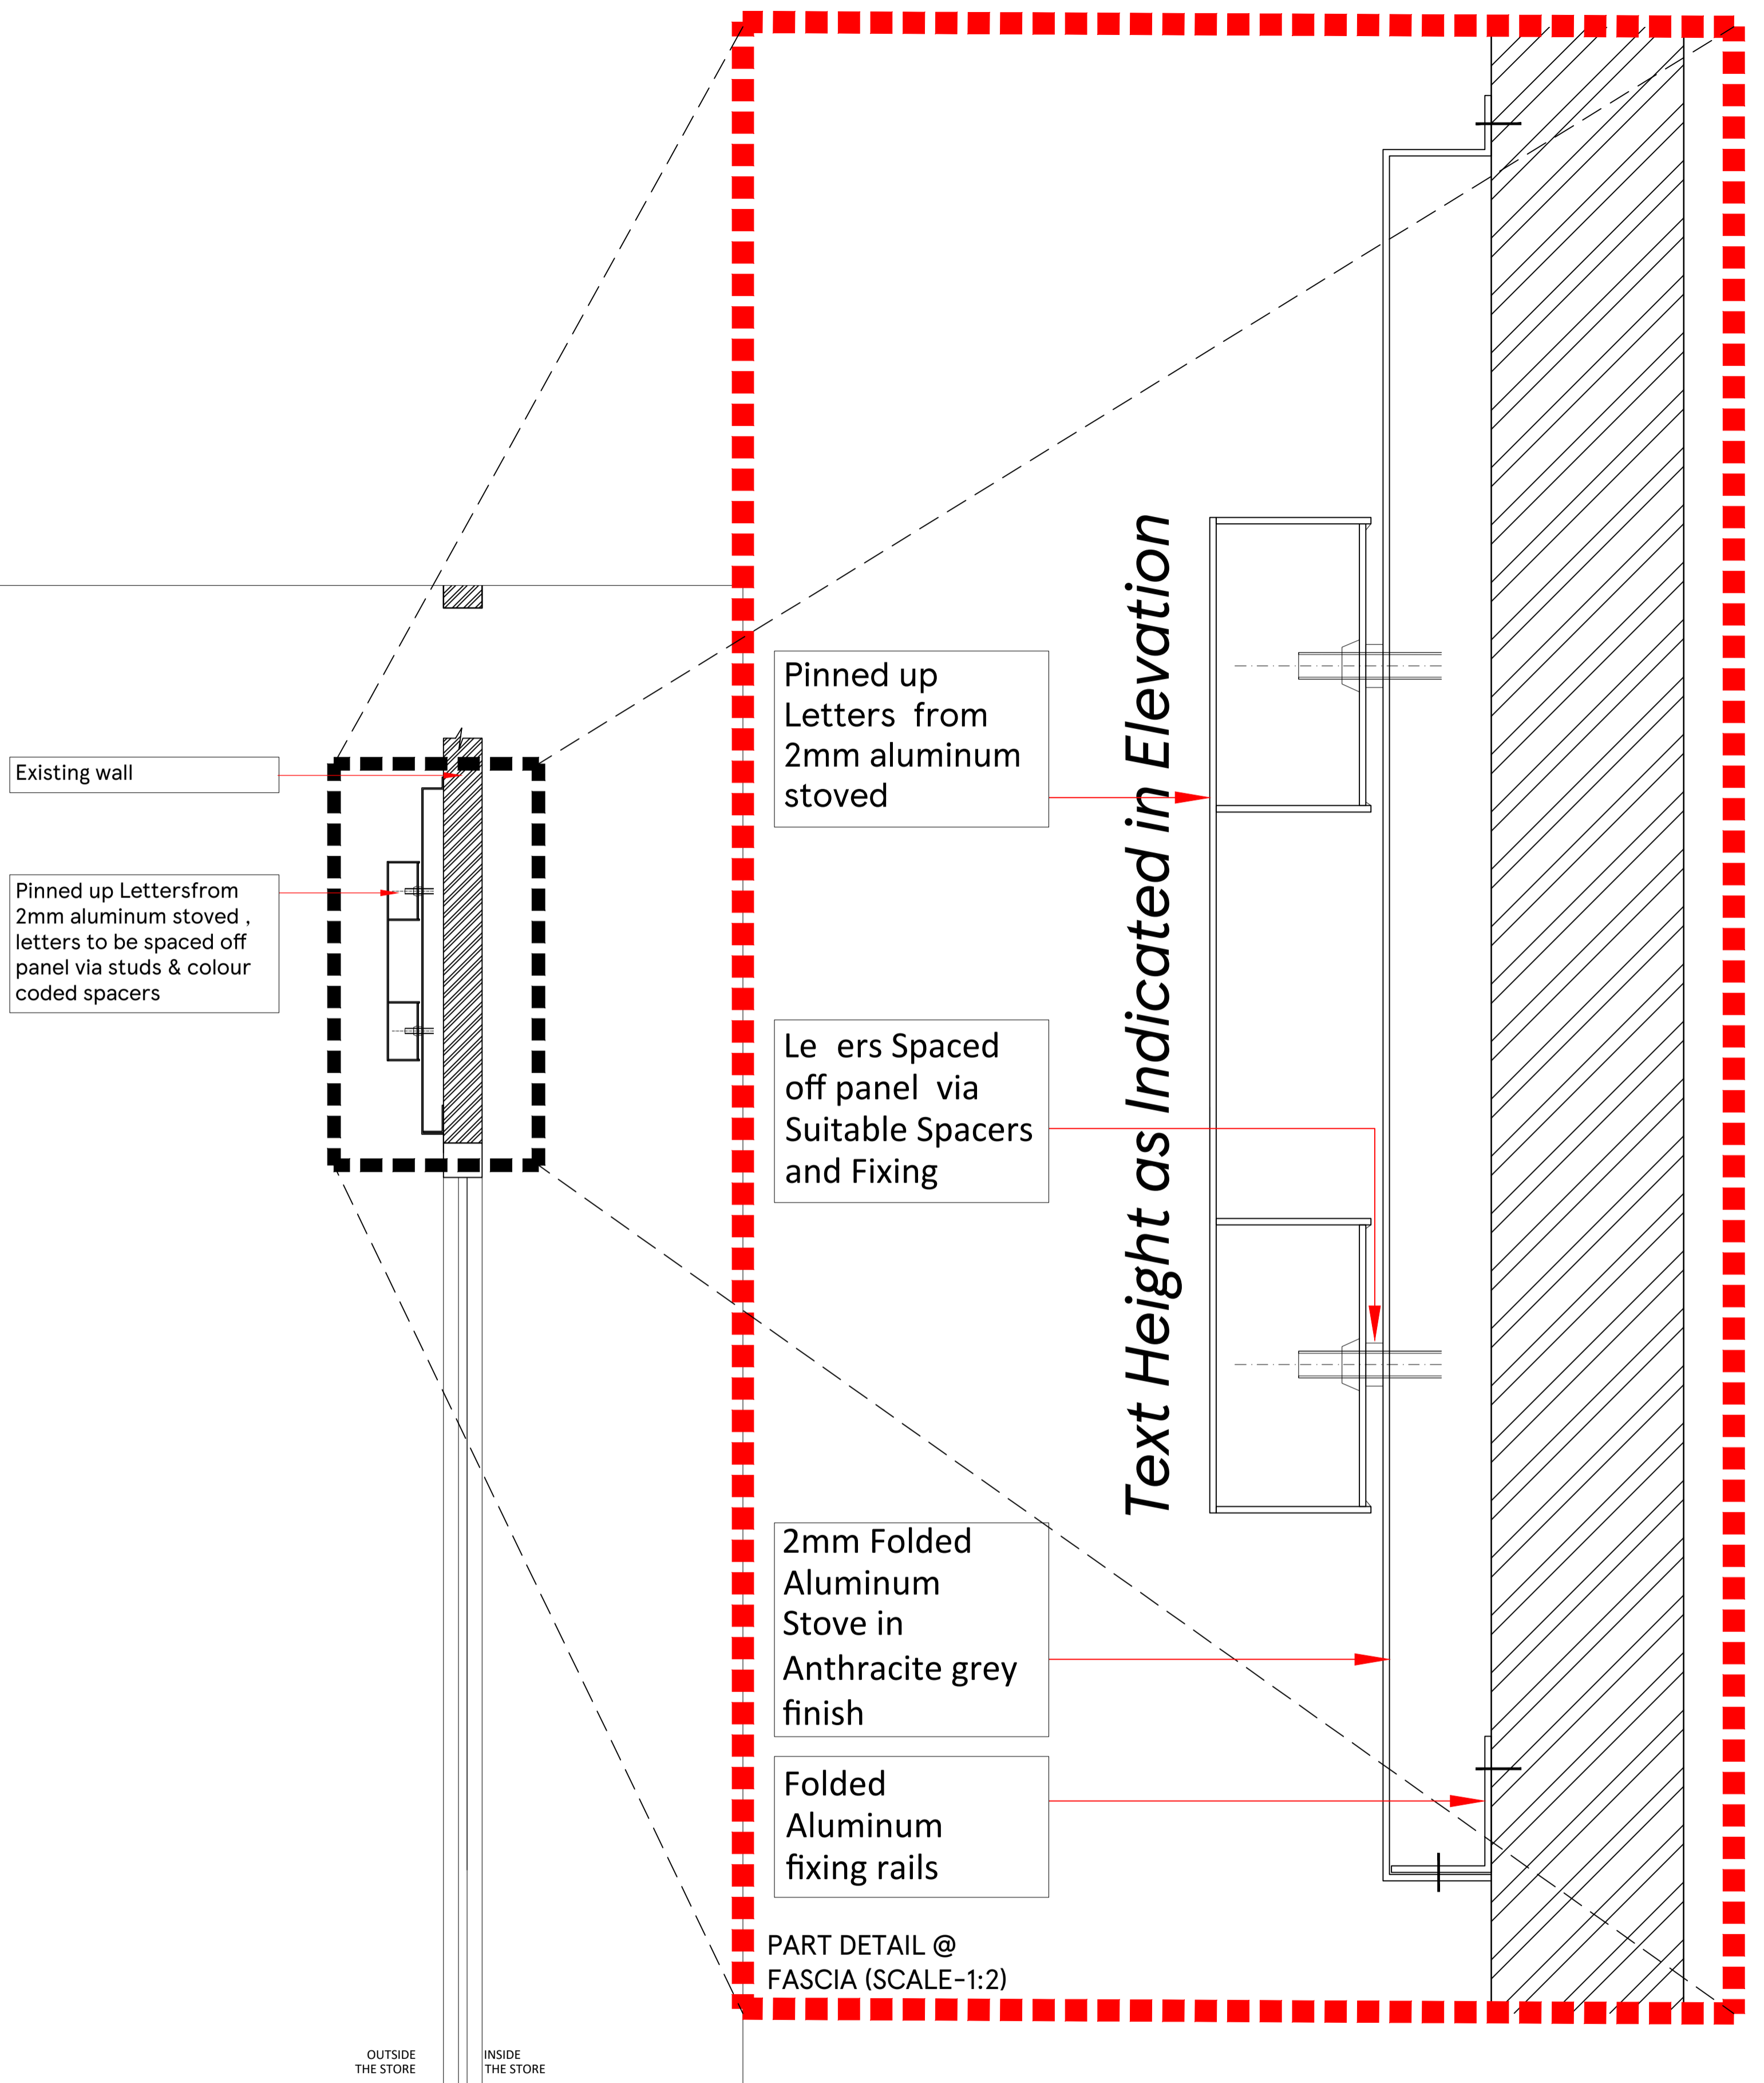 Existing wall
Pinned up Lettersfrom
2mm aluminum stoved ,
letters to be spaced off
panel via studs & colour
coded spacers
Pinned up
Letters from
2mm aluminum
stoved
Text Height as Indicated in Elevation
Le ers Spaced
off panel via
Suitable Spacers
and Fixing
2mm Folded
Aluminum
Stove in
Anthracite grey
finish
Folded
Aluminum
fixing rails
PART DETAIL @
FASCIA (SCALE-1:2)
OUTSIDE
THE STORE
INSIDE
THE STORE